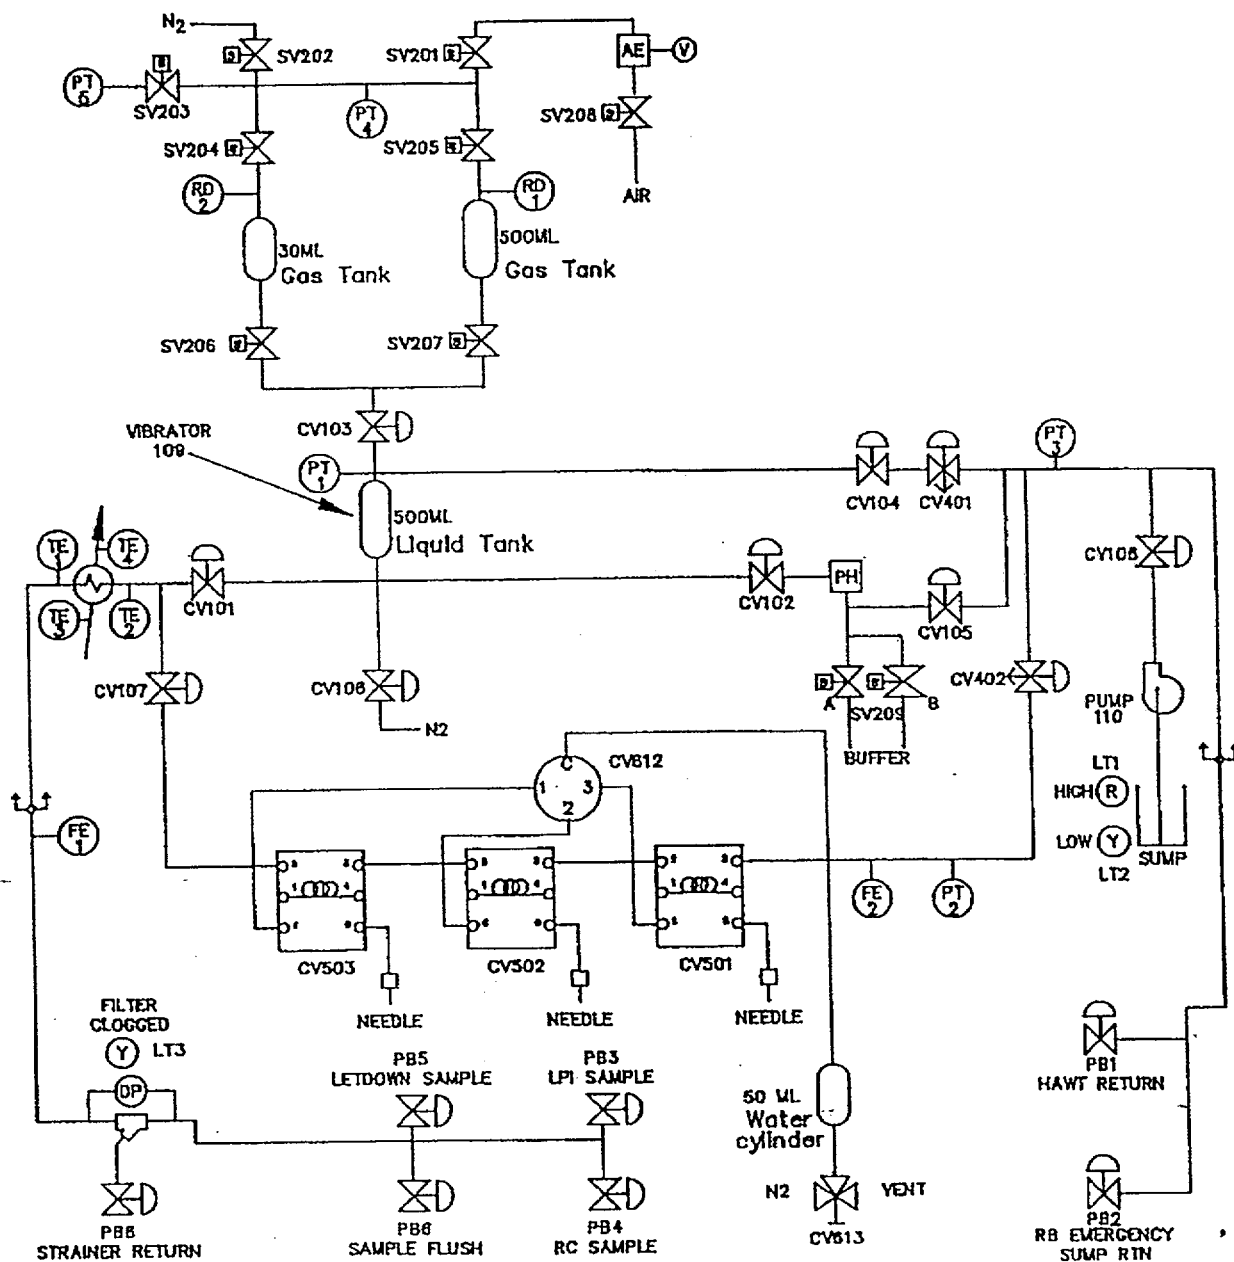 N2
SV202
SV201
AE
V
PT
5
SV203
PT
4
SV208
SV204
SV205
RD
2
RD
1
AIR
30ML
Gas Tank
500ML
Gas Tank
SV206
SV207
CV103
VIBRATOR
109
PT
1
PT
3
CV104
CV401
500ML
Liquid Tank
TE
1
TE
4
TE
3
TE
2
CV101
CV102
PH
CV105
CV108
CV107
CV106
N2
A
SV209
B
BUFFER
CV402
PUMP
110
LT1
HIGH
R
LOW
Y
LT2
SUMP
CV612
C
1
3
2
FE
1
FE
2
PT
2
CV503
CV502
CV501
NEEDLE
NEEDLE
NEEDLE
FILTER
CLOGGED
Y
LT3
DP
PB5
LETDOWN SAMPLE
PB3
LPI SAMPLE
50 ML
Water
cylinder
PB1
HAWT RETURN
N2
VENT
CV613
PB8
STRAINER RETURN
PB6
SAMPLE FLUSH
PB4
RC SAMPLE
PB2
RB EMERGENCY
SUMP RTN